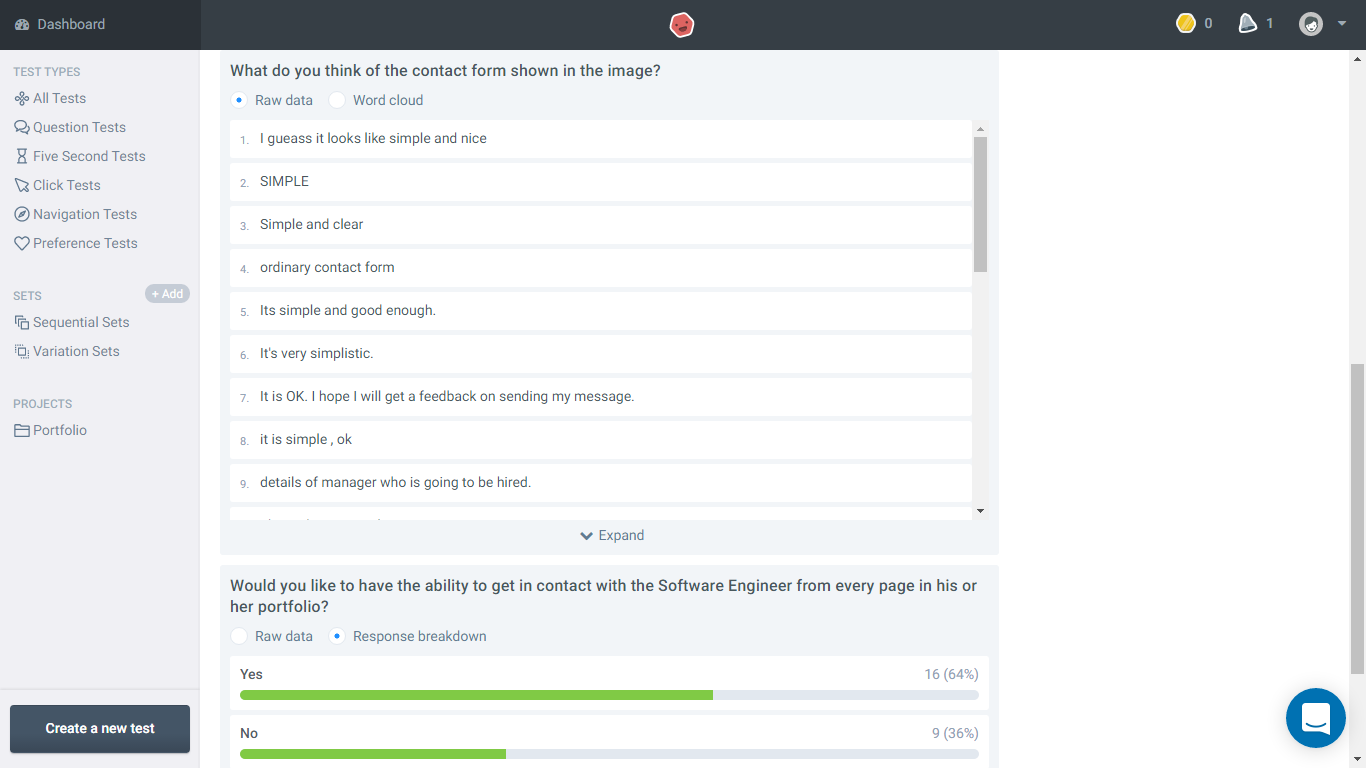 Dashboard
0
1
TEST TYPES
All Tests
Question Tests
Five Second Tests
Click Tests
Navigation Tests
Preference Tests
SETS
+ Add
Sequential Sets
Variation Sets
PROJECTS
Portfolio
Create a new test
What do you think of the contact form shown in the image?
Raw data Word cloud
1. I gueass it looks like simple and nice
2. SIMPLE
3. Simple and clear
4. ordinary contact form
5. Its simple and good enough.
6. It's very simplistic.
7. It is OK. I hope I will get a feedback on sending my message.
8. it is simple , ok
9. details of manager who is going to be hired.
Expand
Would you like to have the ability to get in contact with the Software Engineer from every page in his or
her portfolio?
Raw data Response breakdown
Yes 16 (64%)
No 9 (36%)